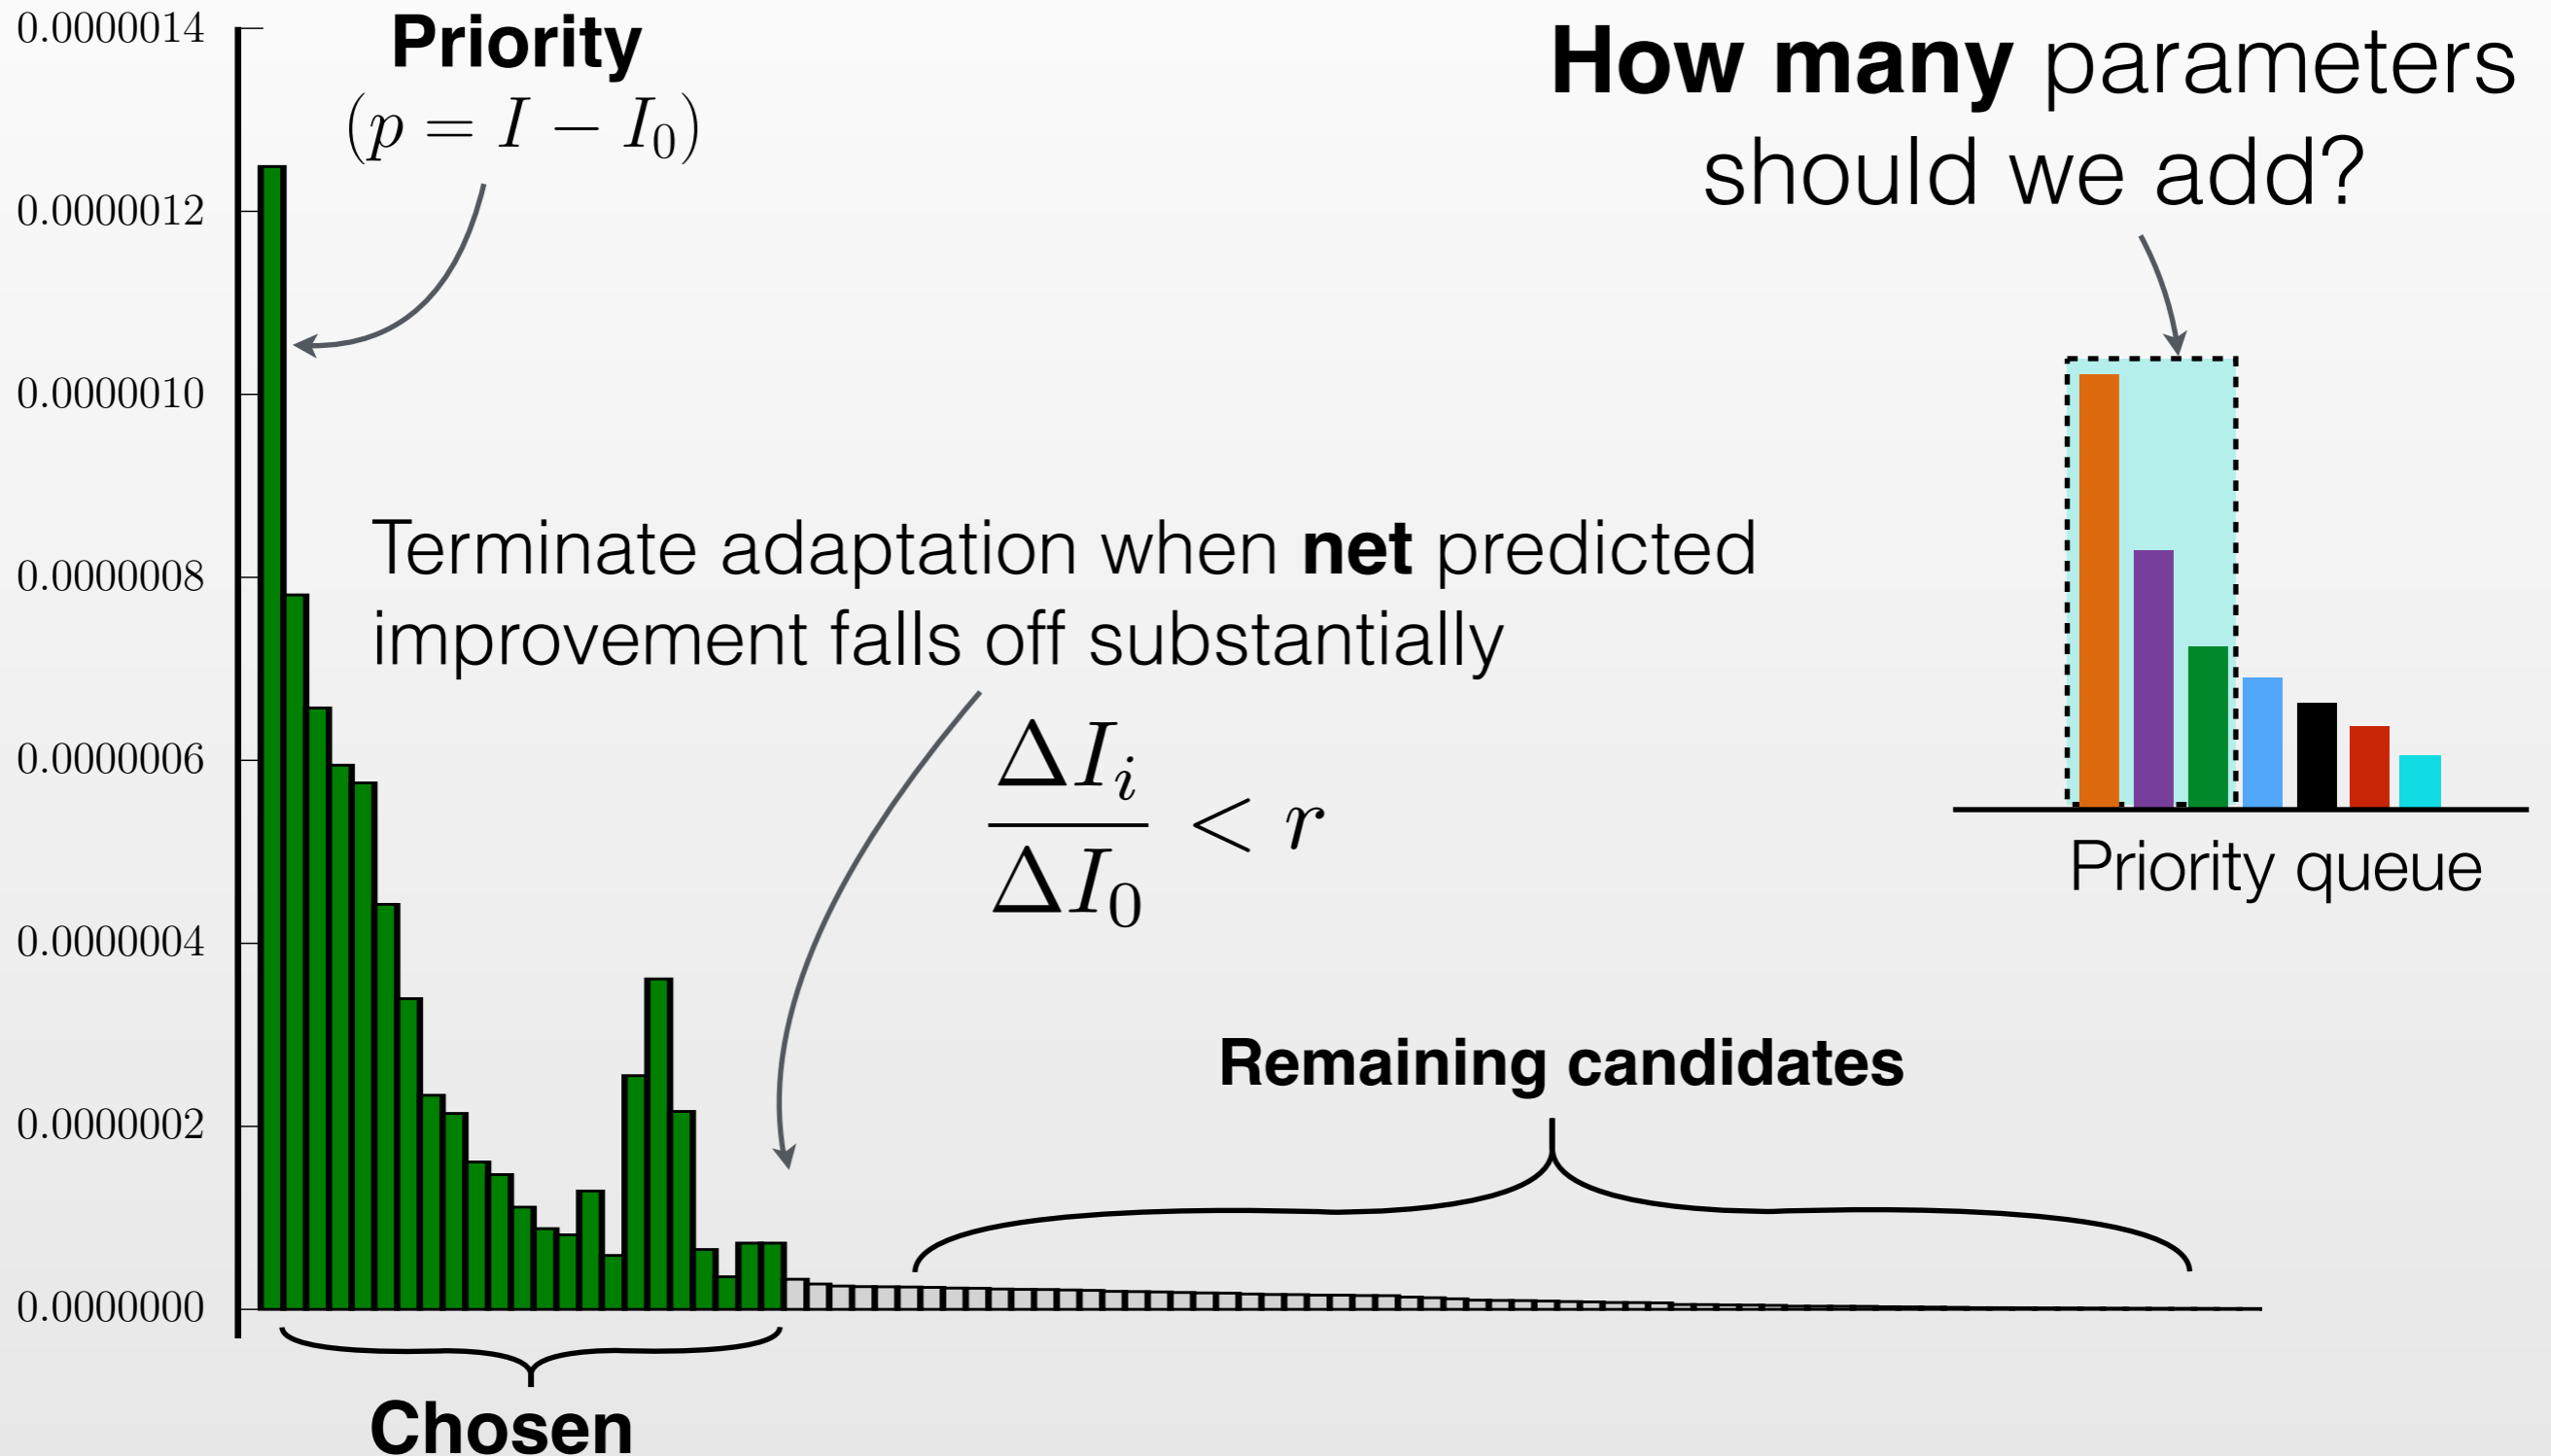 Priority
(p = I − I₀)
How many parameters
should we add?
0.0000014
0.0000012
0.0000010
0.0000008
0.0000006
0.0000004
0.0000002
0.0000000
Terminate adaptation when net predicted
improvement falls off substantially
ΔIᵢ
ΔI₀
< r
Priority queue
Remaining candidates
Chosen